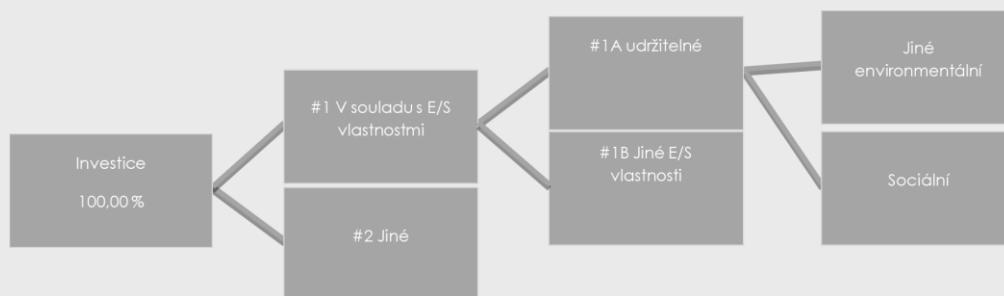 Investice
100,00 %
#1 V souladu s E/S
vlastnostmi
#2 Jiné
#1A udržitelné
#1B Jiné E/S
vlastnosti
Jiné
environmentální
Sociální